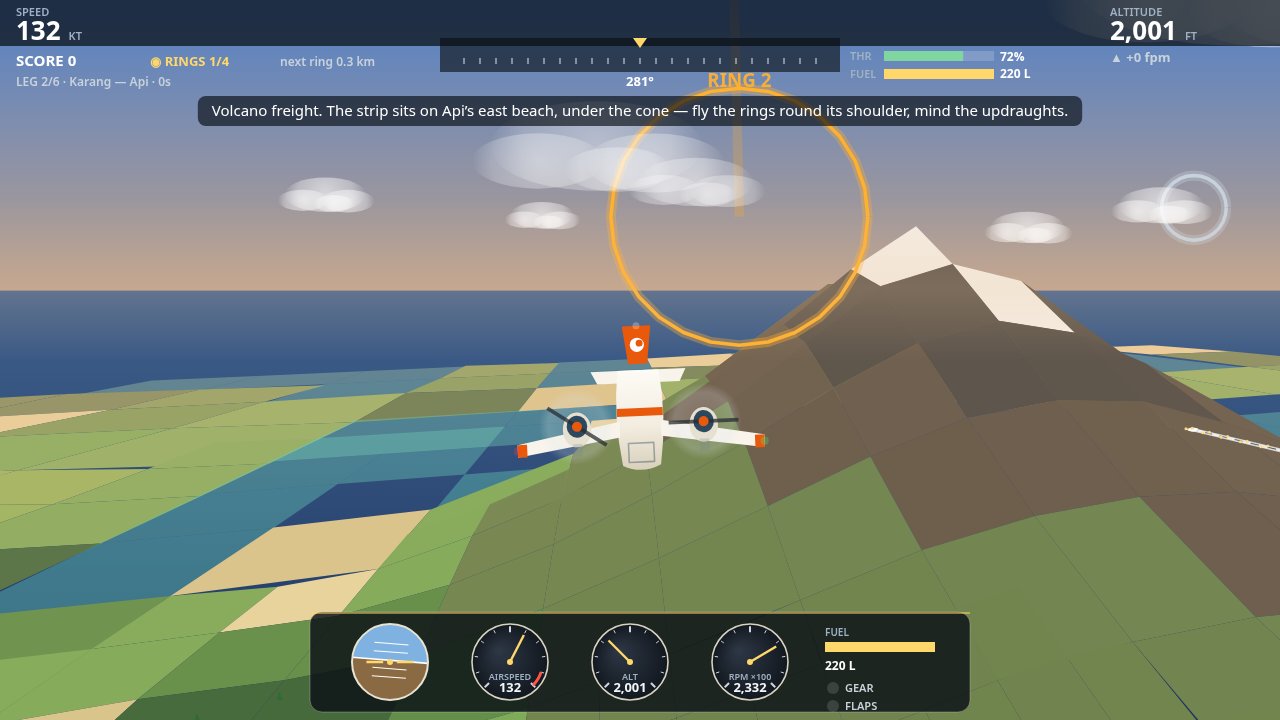 SPEED
132 KT
ALTITUDE
2,001 FT
SCORE 0
◉ RINGS 1/4
next ring 0.3 km
THR 72%
▲ +0 fpm
LEG 2/6 · Karang — Api · 0s
281°
RING 2
FUEL 220 L
Volcano freight. The strip sits on Api’s east beach, under the cone — fly the rings round its shoulder, mind the updraughts.
AIRSPEED
132
ALT
2,001
RPM ×100
2,332
FUEL
220 L
GEAR
FLAPS